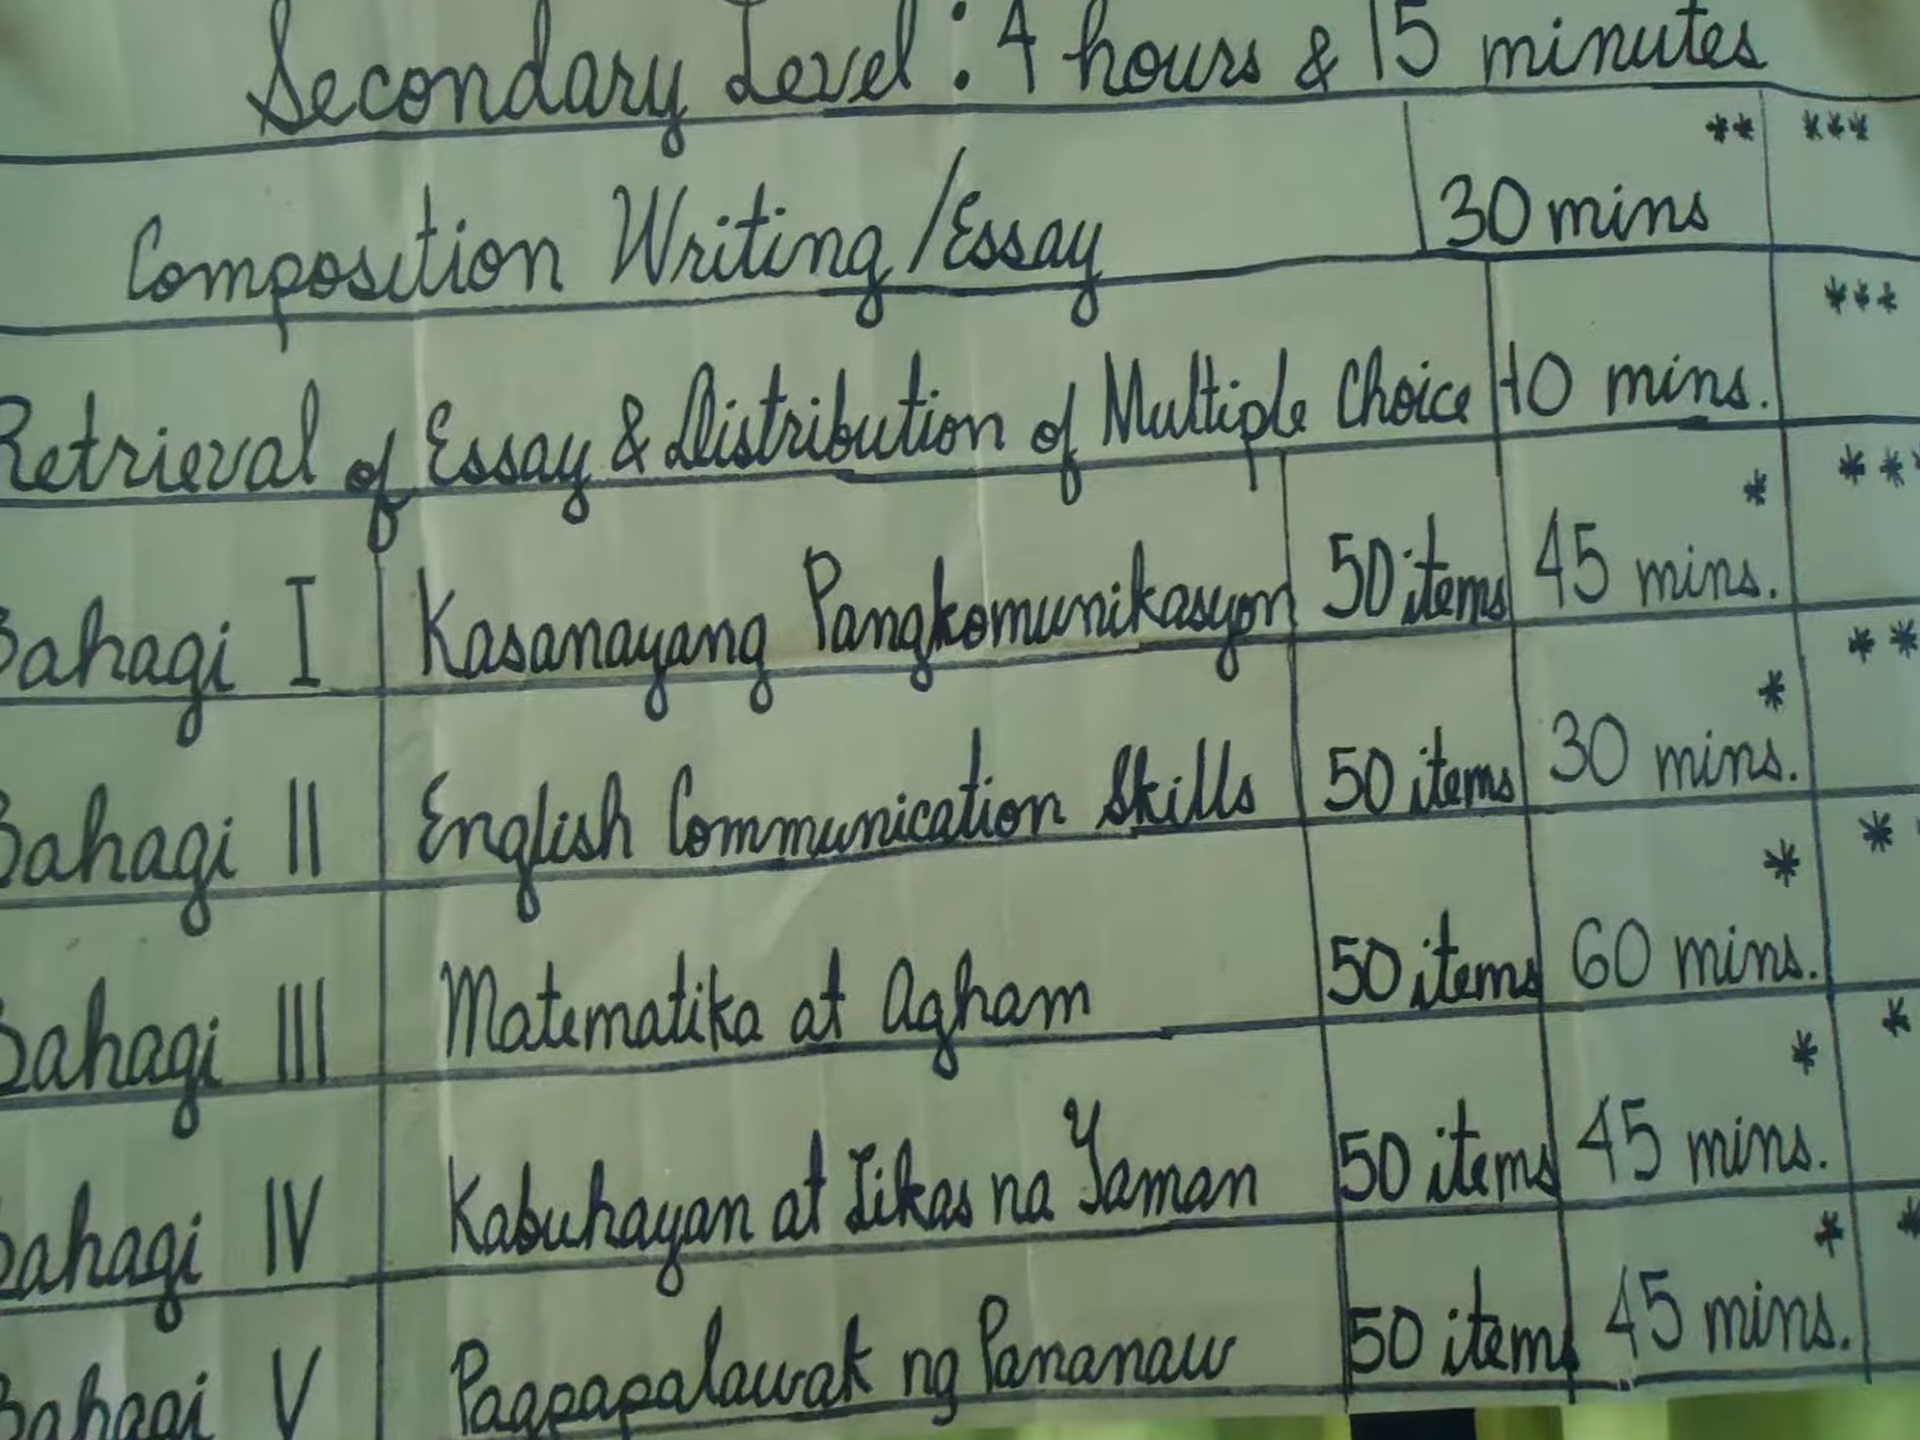 Secondary Level : 4 hours & 15 minutes
Composition Writing/Essay 30 mins ** ***
Retrieval of Essay & Distribution of Multiple Choice 10 mins. ***
Bahagi I Kasanayang Pangkomunikasyon 50 items 45 mins. * ***
Bahagi II English Communication Skills 50 items 30 mins. * **
Bahagi III Matematika at Agham 50 items 60 mins. * *
Bahagi IV Kabuhayan at Likas na Yaman 50 items 45 mins. * *
Bahagi V Pagpapalawak ng Pananaw 50 items 45 mins. * *